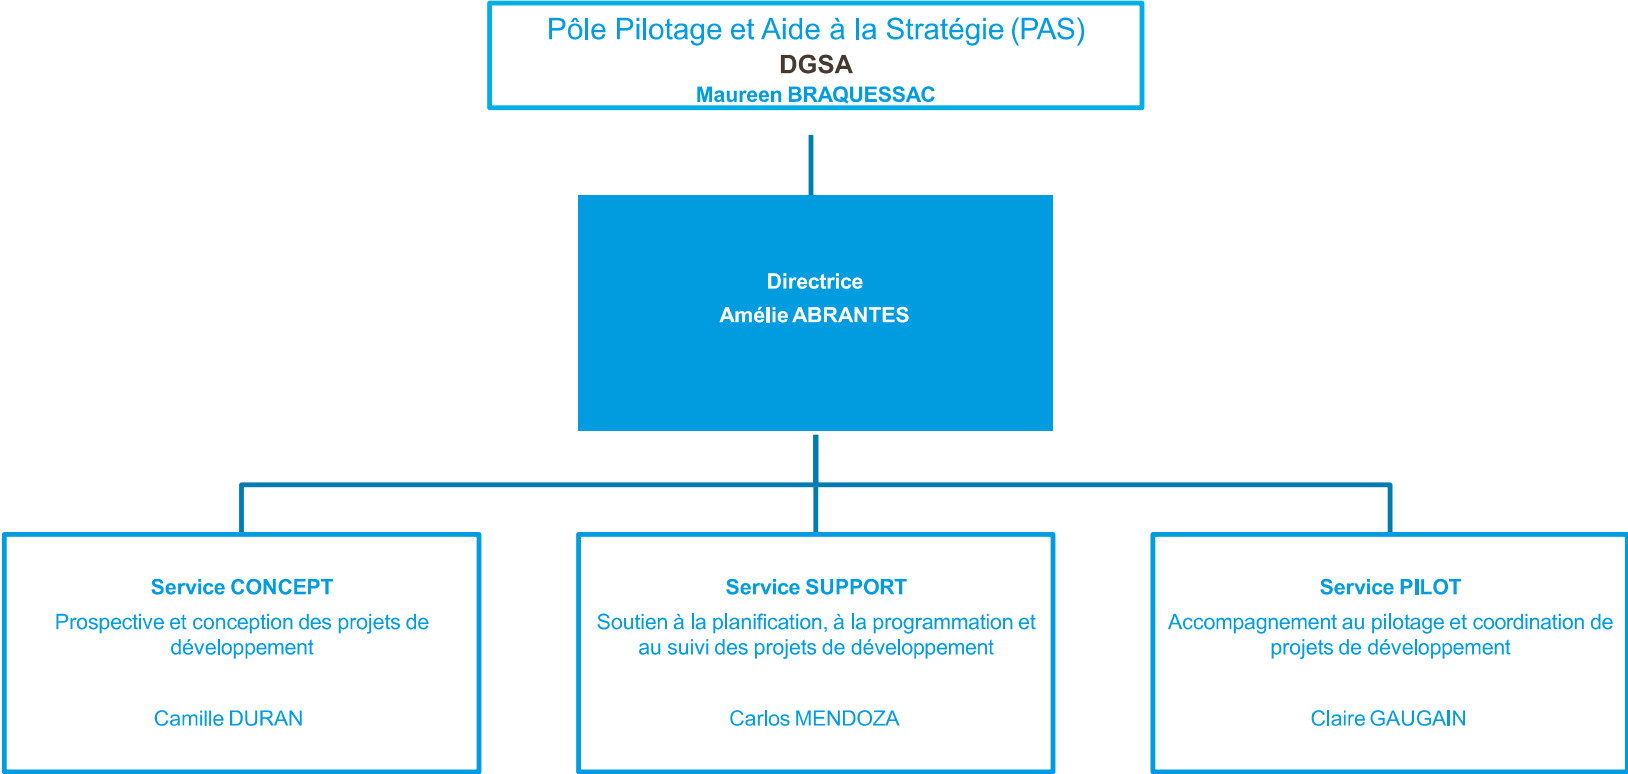 Pôle Pilotage et Aide à la Stratégie (PAS)
DGSA
Maureen BRAQUESSAC
Directrice
Amélie ABRANTES
Service CONCEPT
Prospective et conception des projets de
développement
Camille DURAN
Service SUPPORT
Soutien à la planification, à la programmation et
au suivi des projets de développement
Carlos MENDOZA
Service PILOT
Accompagnement au pilotage et coordination de
projets de développement
Claire GAUGAIN